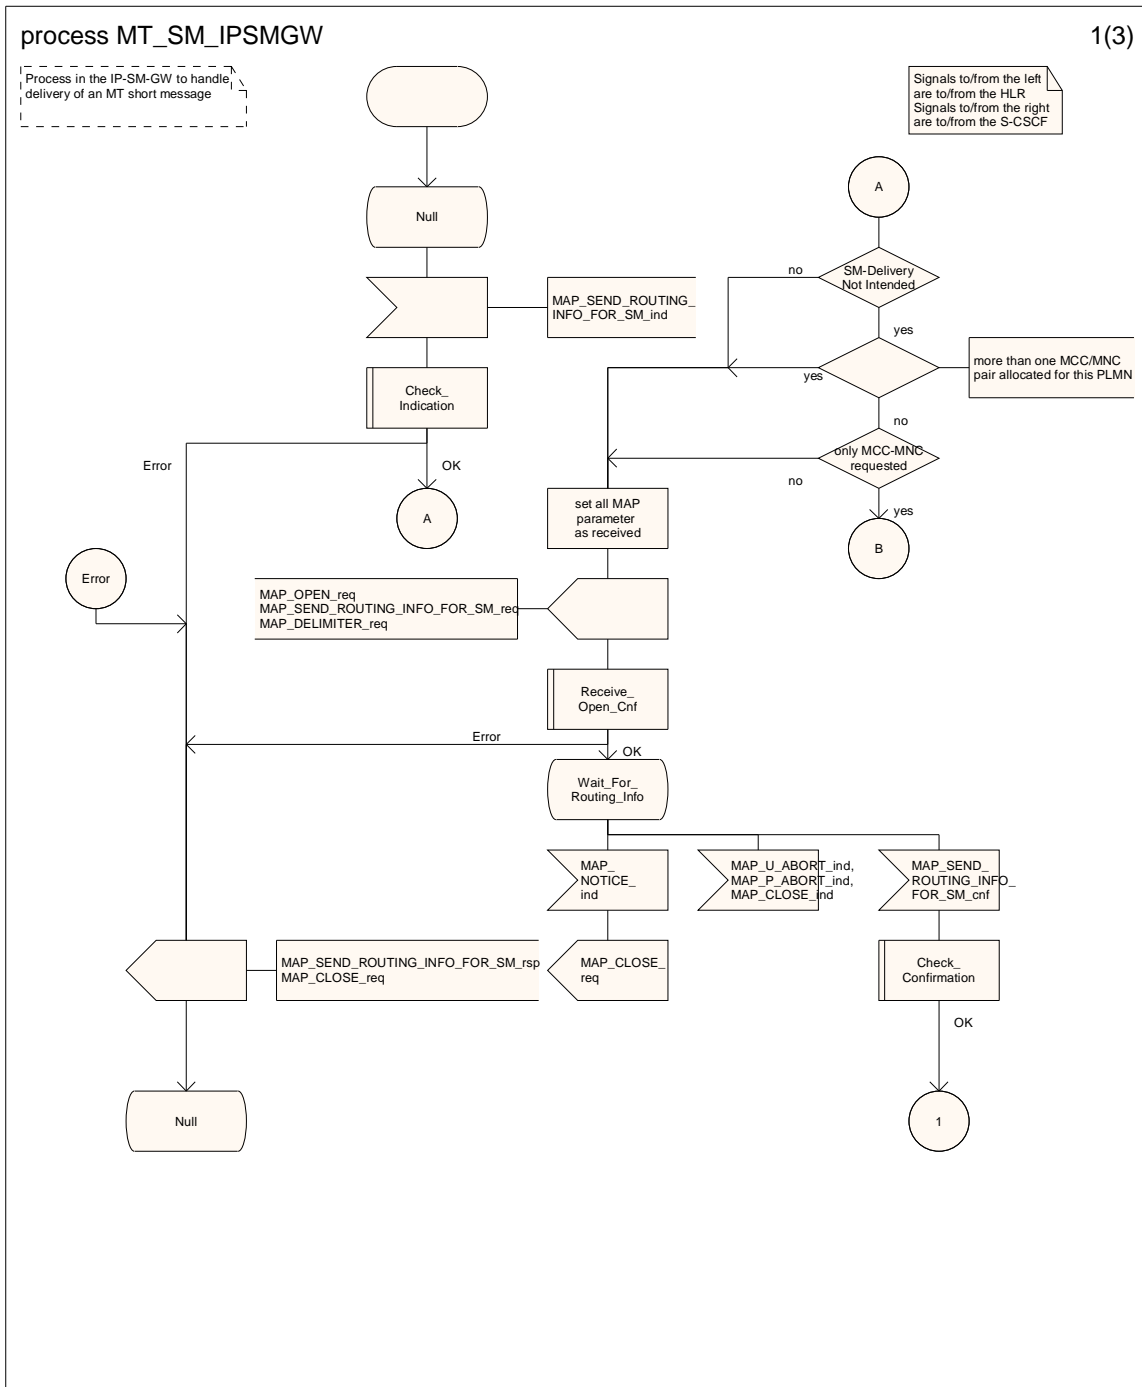 process MT_SM_IPSMGW
1(3)
Process in the IP-SM-GW to handle
delivery of an MT short message
Signals to/from the left
are to/from the HLR
Signals to/from the right
are to/from the S-CSCF
Null
MAP_SEND_ROUTING_
INFO_FOR_SM_ind
Check_
Indication
Error
OK
A
A
SM-Delivery
Not Intended
no
yes
more than one MCC/MNC
pair allocated for this PLMN
yes
no
only MCC-MNC
requested
no
yes
B
set all MAP
parameter
as received
Error
MAP_OPEN_req
MAP_SEND_ROUTING_INFO_FOR_SM_req
MAP_DELIMITER_req
Receive_
Open_Cnf
Error
OK
Wait_For_
Routing_Info
MAP_
NOTICE_
ind
MAP_U_ABORT_ind,
MAP_P_ABORT_ind,
MAP_CLOSE_ind
MAP_SEND_
ROUTING_INFO_
FOR_SM_cnf
MAP_SEND_ROUTING_INFO_FOR_SM_rsp
MAP_CLOSE_req
MAP_CLOSE_
req
Check_
Confirmation
OK
Null
1